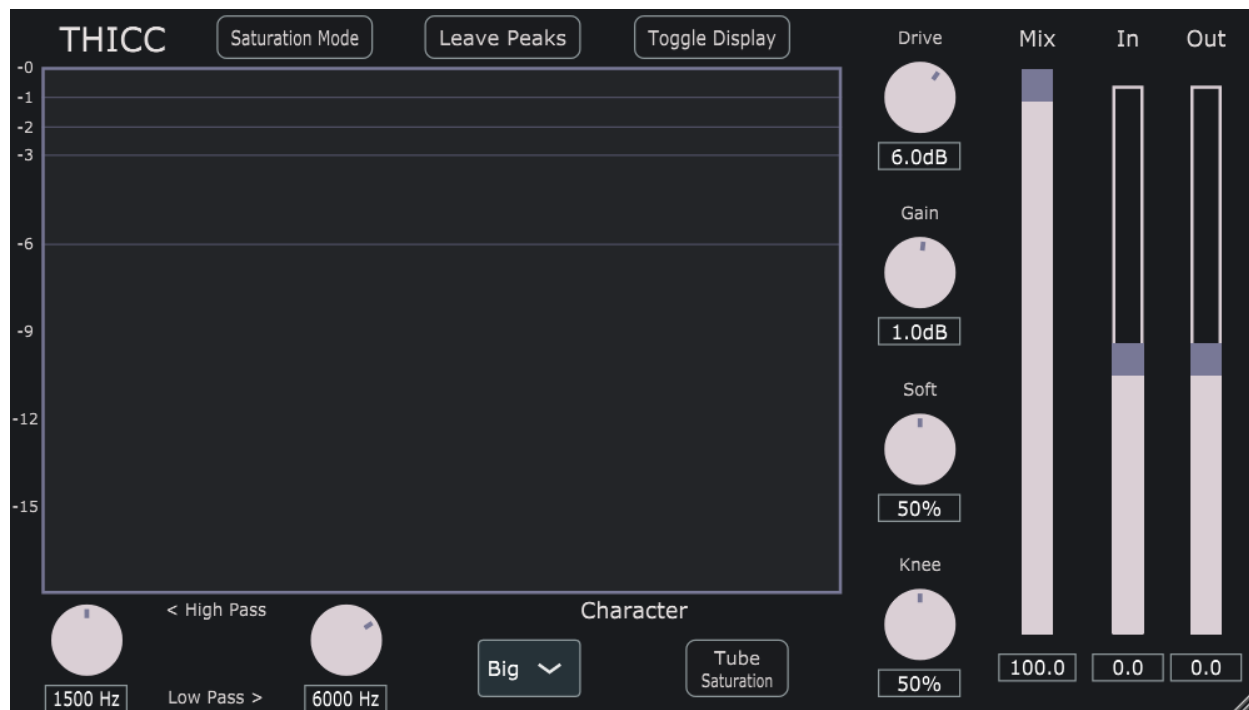 THICC
Saturation Mode
Leave Peaks
Toggle Display
Drive
Mix
In
Out
-0
-1
-2
-3
-6
-9
-12
-15
6.0dB
Gain
1.0dB
Soft
50%
Knee
50%
100.0
0.0
0.0
< High Pass
Low Pass >
1500 Hz
6000 Hz
Character
Big
Tube
Saturation